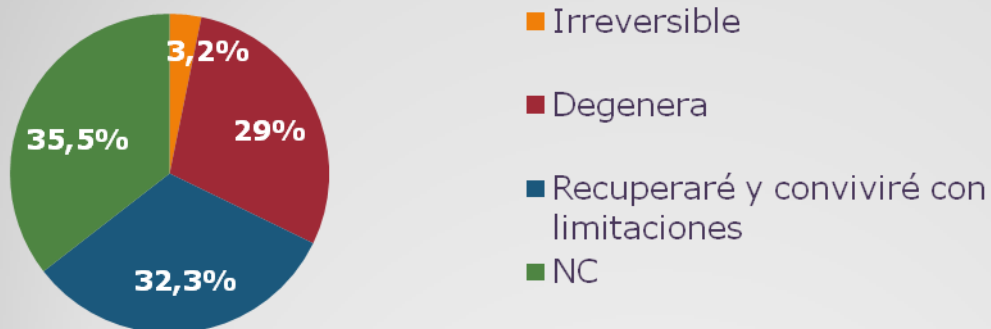 3,2%
29%
35,5%
32,3%
Irreversible
Degenera
Recuperaré y conviviré con
limitaciones
NC